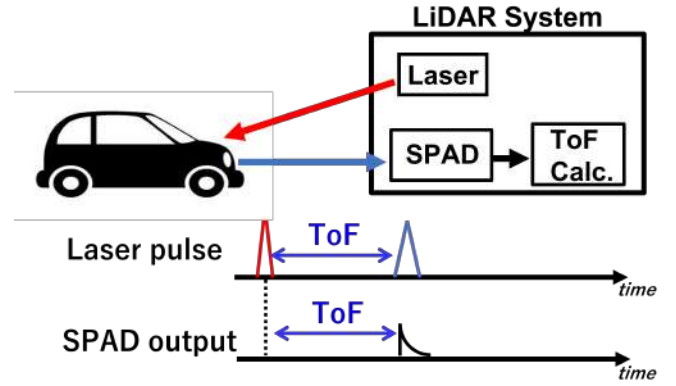 LiDAR System
Laser
SPAD
ToF
Calc.
ToF
Laser pulse
time
ToF
SPAD output
time